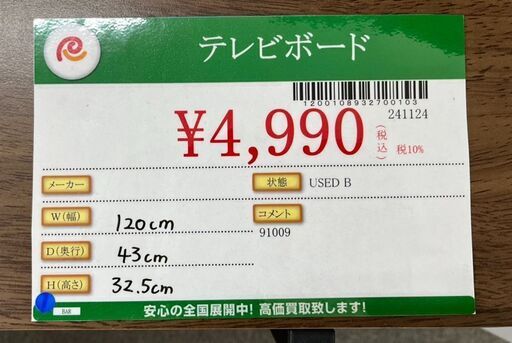 テレビボード
1200108932700103
241124
¥4,990
(税込)
税10%
メーカー
状態 USED B
W(幅) 120cm
コメント
91009
D(奥行) 43cm
H(高さ) 32.5cm
BAR
安心の全国展開中! 高価買取致します!